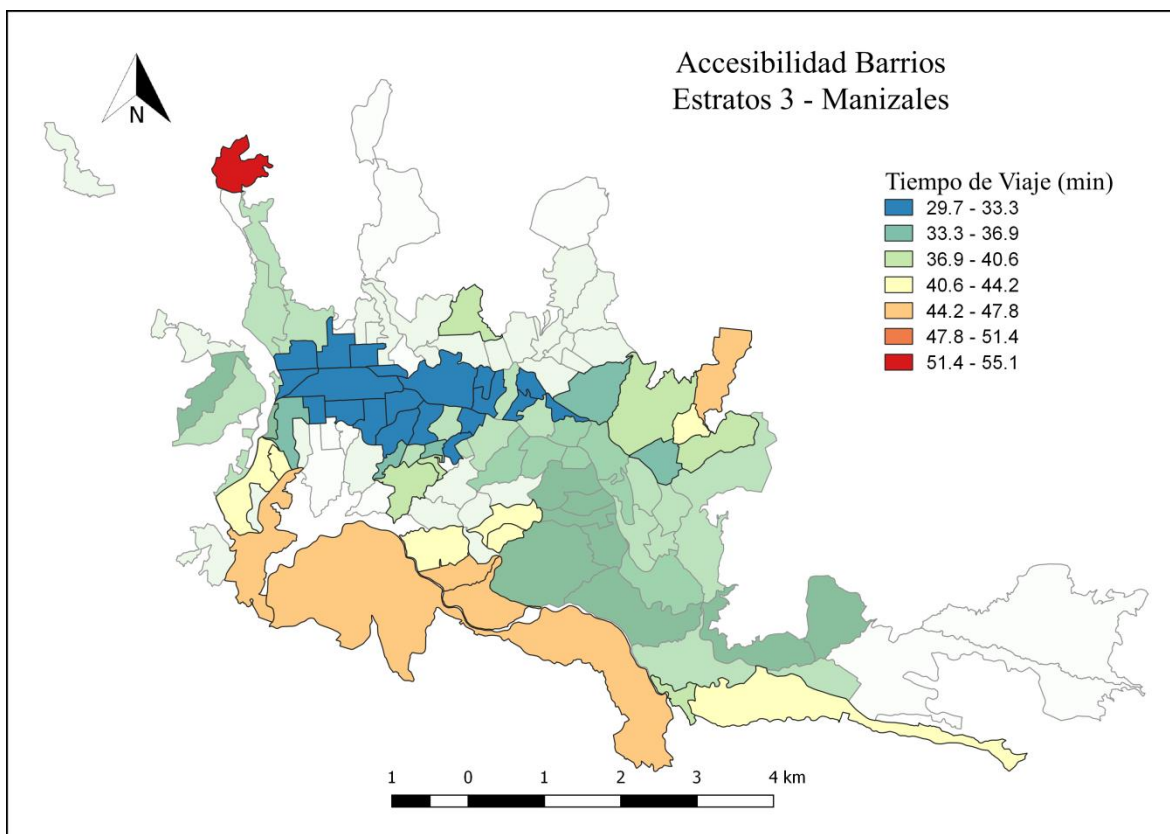 Accesibilidad Barrios
Estratos 3 - Manizales
N
Tiempo de Viaje (min)
29.7 - 33.3
33.3 - 36.9
36.9 - 40.6
40.6 - 44.2
44.2 - 47.8
47.8 - 51.4
51.4 - 55.1
1 0 1 2 3 4 km